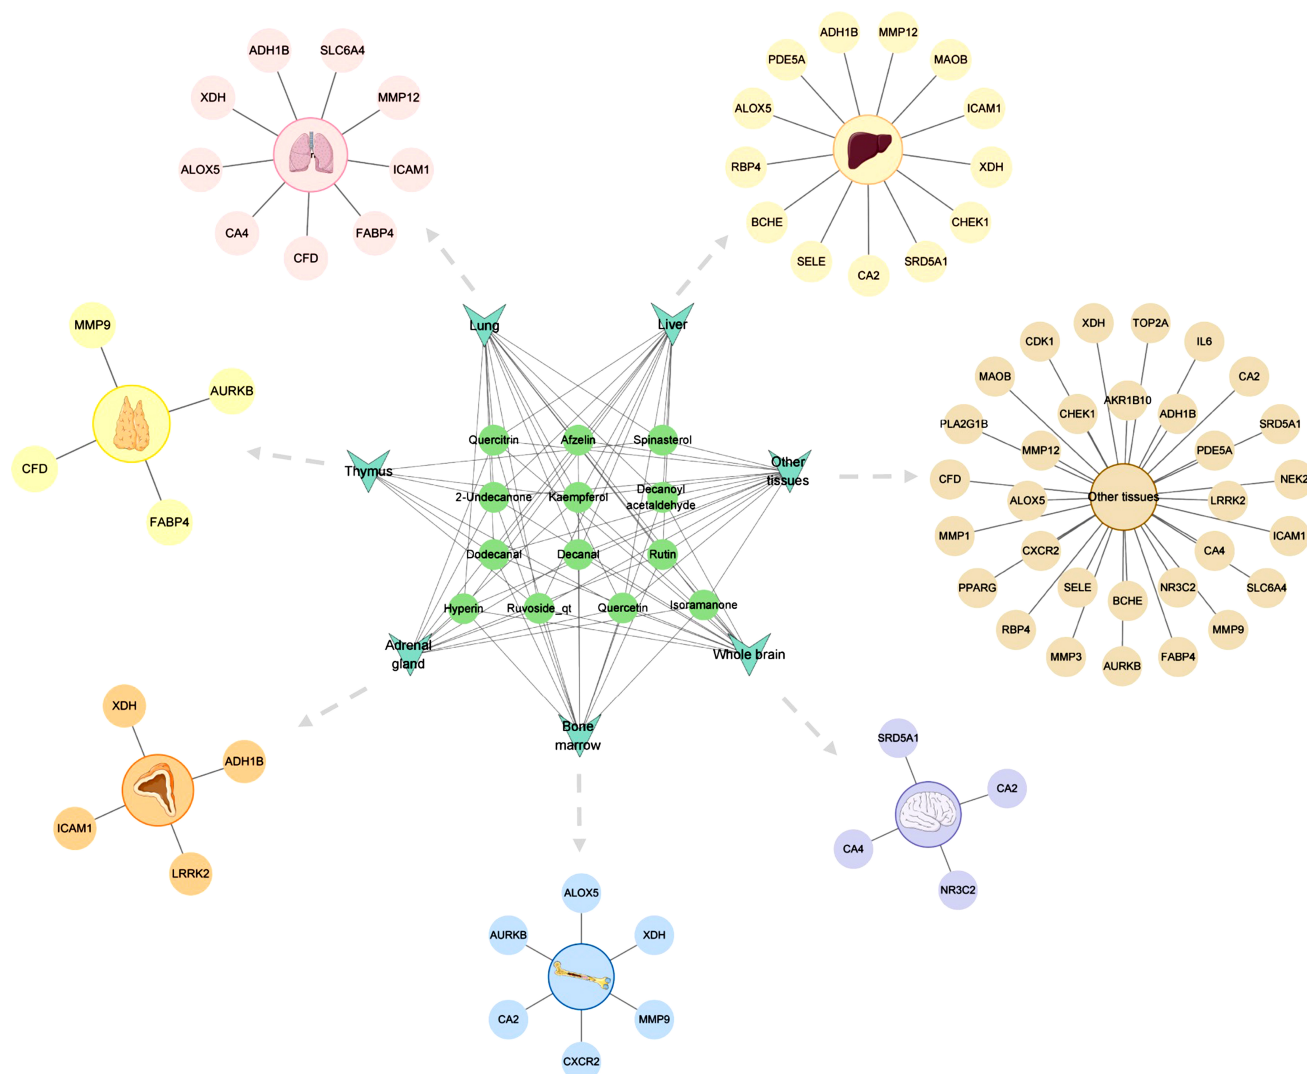 ADH1B
SLC6A4
XDH
MMP12
ALOX5
ICAM1
CA4
FABP4
CFD
ADH1B
MMP12
PDE5A
MAOB
ALOX5
ICAM1
RBP4
XDH
BCHE
CHEK1
SELE
SRD5A1
CA2
MMP9
AURKB
CFD
FABP4
Lung
Liver
Thymus
Other
tissues
Adrenal
gland
Whole brain
Bone
marrow
Quercitrin
Afzelin
Spinasterol
2-Undecanone
Kaempferol
Decanoyl
acetaldehyde
Dodecanal
Decanal
Rutin
Hyperin
Ruvoside_qt
Quercetin
Isoramanone
XDH
TOP2A
CDK1
IL6
MAOB
CA2
AKR1B10
CHEK1
ADH1B
PLA2G1B
SRD5A1
MMP12
PDE5A
CFD
NEK2
ALOX5
Other tissues
LRRK2
MMP1
ICAM1
CXCR2
CA4
PPARG
SELE
NR3C2
SLC6A4
BCHE
RBP4
MMP9
MMP3
FABP4
AURKB
XDH
ADH1B
ICAM1
LRRK2
SRD5A1
CA2
CA4
NR3C2
ALOX5
AURKB
XDH
CA2
MMP9
CXCR2